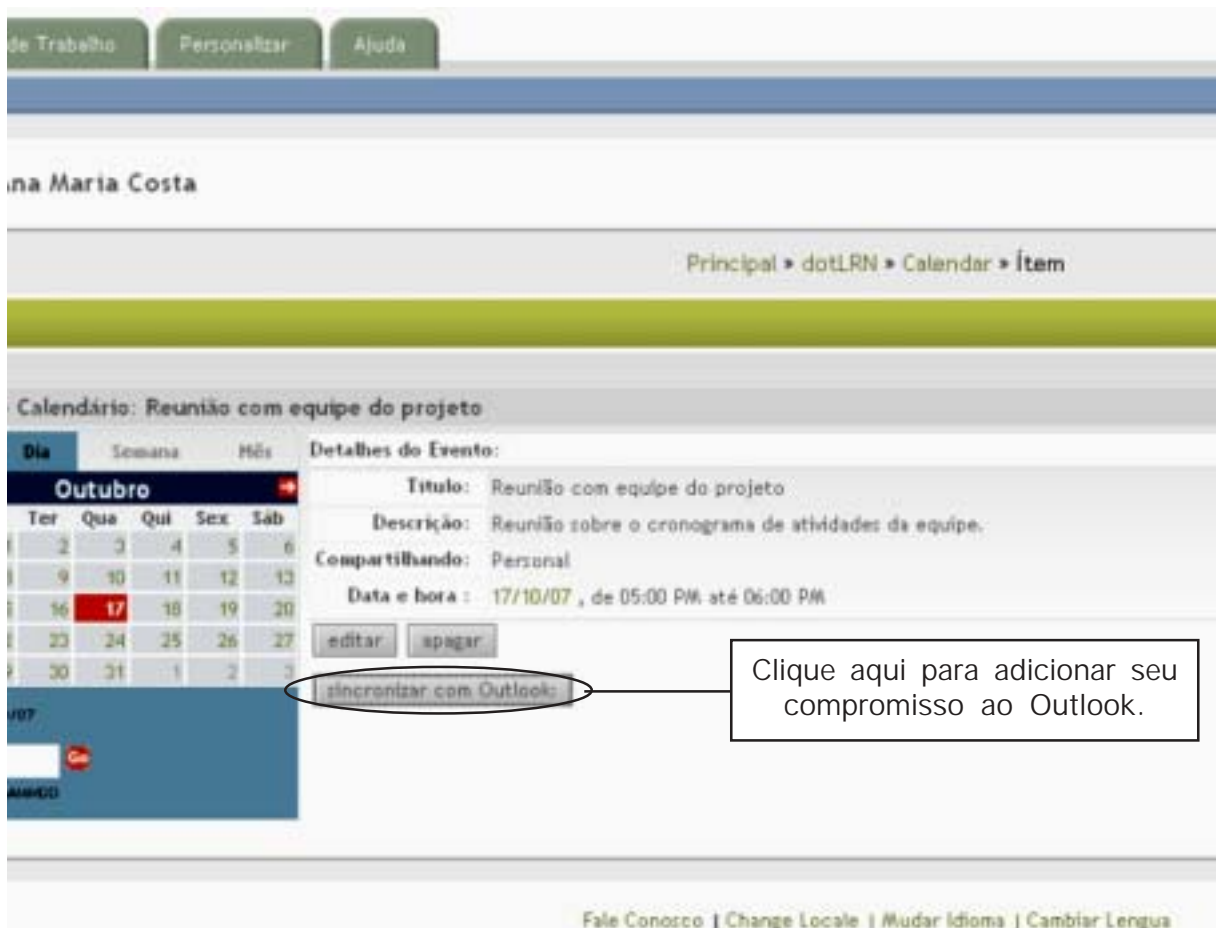 de Trabalho Personalizar Ajuda
Ana Maria Costa
Principal » dotLRN » Calendar » Ítem
Calendário: Reunião com equipe do projeto
Dia Semana Mês
Outubro
Ter Qua Qui Sex Sáb
2 3 4 5 6
9 10 11 12 13
16 17 18 19 20
23 24 25 26 27
30 31 1 2 3
/07
Go
Detalhes do Evento:
Titulo: Reunião com equipe do projeto
Descrição: Reunião sobre o cronograma de atividades da equipe.
Compartilhando: Personal
Data e hora : 17/10/07 , de 05:00 PM até 06:00 PM
editar apagar
sincronizar com Outlook:
Clique aqui para adicionar seu
compromisso ao Outlook.
Fale Conosco | Change Locale | Mudar Idioma | Cambiar Lengua